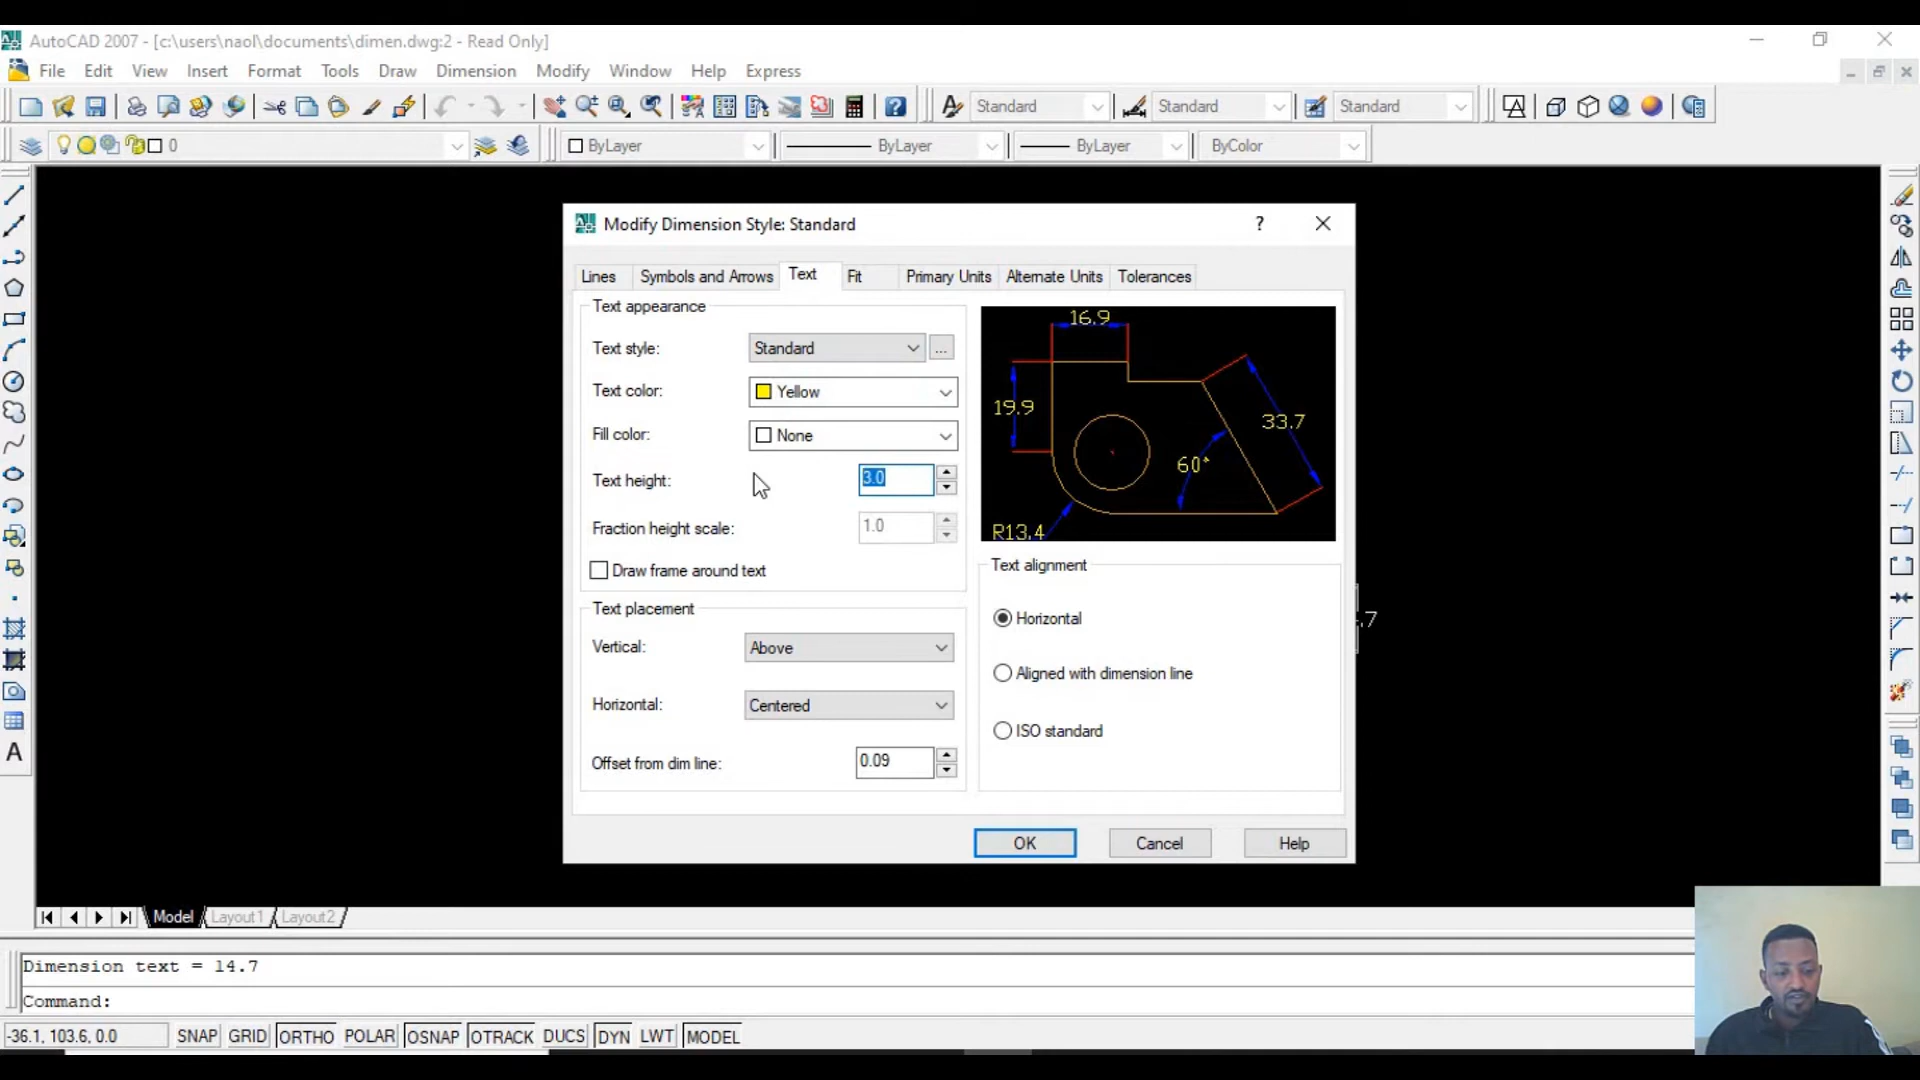 AutoCAD 2007 - [c:\users\naol\documents\dimen.dwg:2 - Read Only]
File Edit View Insert Format Tools Draw Dimension Modify Window Help Express
Standard Standard Standard
0 ByLayer ByLayer ByLayer ByColor
Modify Dimension Style: Standard
Lines Symbols and Arrows Text Fit Primary Units Alternate Units Tolerances
Text appearance
Text style: Standard ...
Text color: Yellow
Fill color: None
Text height: 3.0
Fraction height scale: 1.0
Draw frame around text
16.9
19.9
33.7
60°
R13.4
Text placement
Vertical: Above
Horizontal: Centered
Offset from dim line: 0.09
Text alignment
Horizontal
Aligned with dimension line
ISO standard
.7
OK Cancel Help
Model Layout1 Layout2
Dimension text = 14.7
Command:
-36.1, 103.6, 0.0 SNAP GRID ORTHO POLAR OSNAP OTRACK DUCS DYN LWT MODEL
A